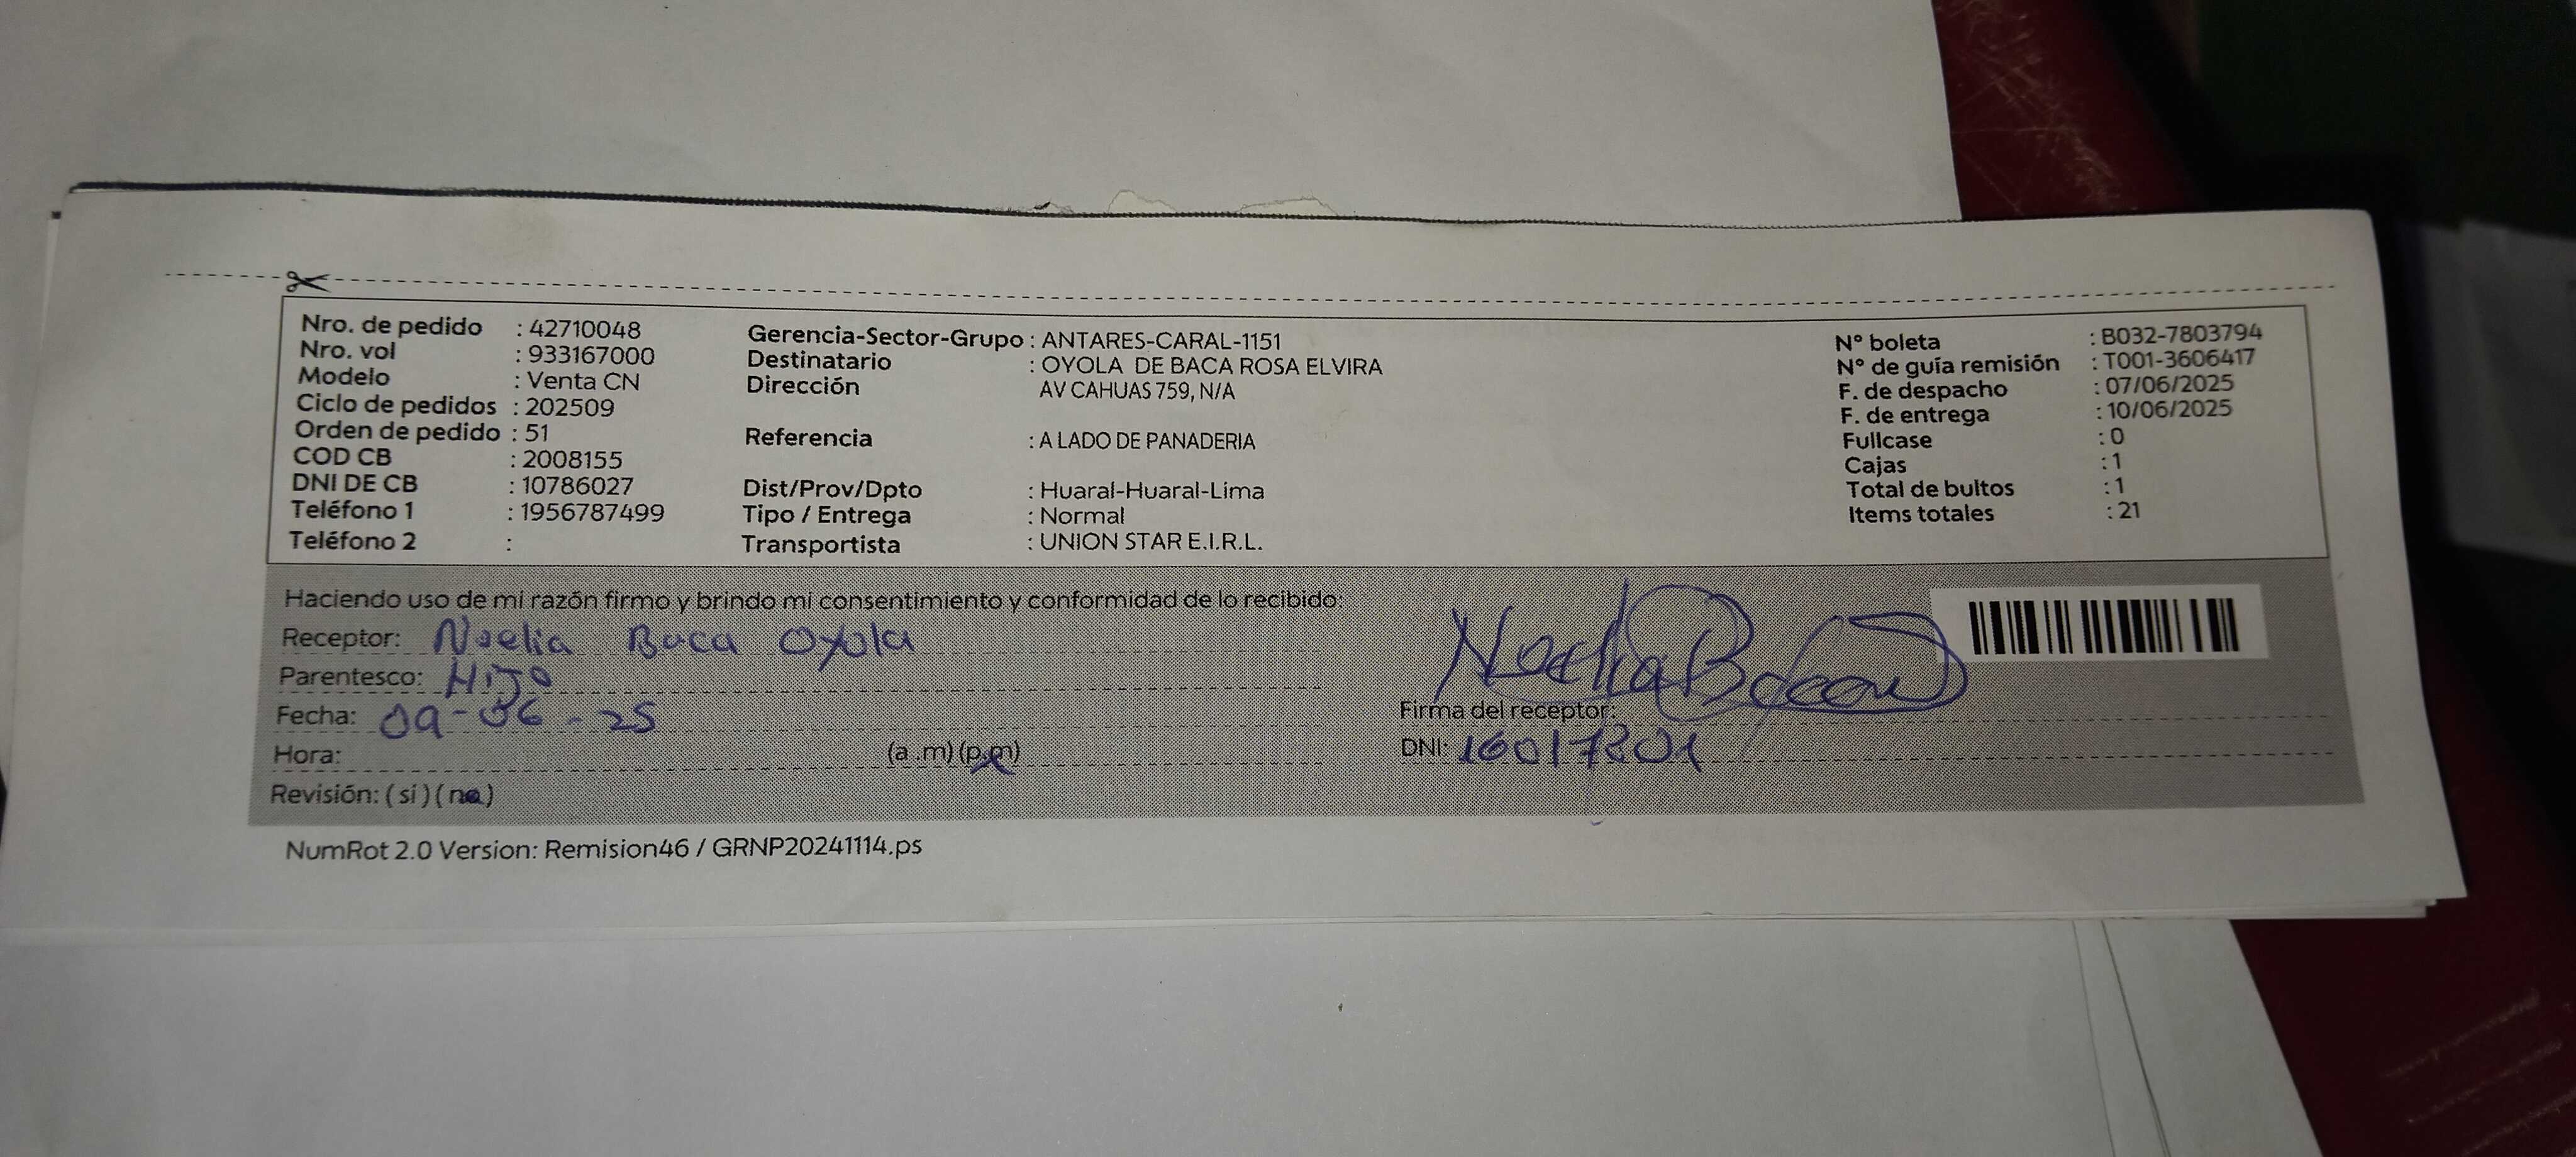 Nro. de pedido : 42710048
Nro. vol : 933167000
Modelo : Venta CN
Ciclo de pedidos : 202509
Orden de pedido : 51
COD CB : 2008155
DNI DE CB : 10786027
Teléfono 1 : 1956787499
Teléfono 2 :
Gerencia-Sector-Grupo : ANTARES-CARAL-1151
Destinatario : OYOLA DE BACA ROSA ELVIRA
Dirección AV CAHUAS 759, N/A
Referencia : A LADO DE PANADERIA
Dist/Prov/Dpto : Huaral-Huaral-Lima
Tipo / Entrega : Normal
Transportista : UNION STAR E.I.R.L.
N° boleta : B032-7803794
N° de guía remisión : T001-3606417
F. de despacho : 07/06/2025
F. de entrega : 10/06/2025
Fullcase : 0
Cajas : 1
Total de bultos : 1
Items totales : 21
Haciendo uso de mi razón firmo y brindo mi consentimiento y conformidad de lo recibido:
Receptor: Noelia Baca Oyola
Parentesco: Hijo
Fecha: 09-06-25
Hora: (a .m) (p.m)
Revisión: ( si ) ( no )
Noelia Baca O
Firma del receptor:
DNI: 16017801
NumRot 2.0 Version: Remision46 / GRNP20241114.ps